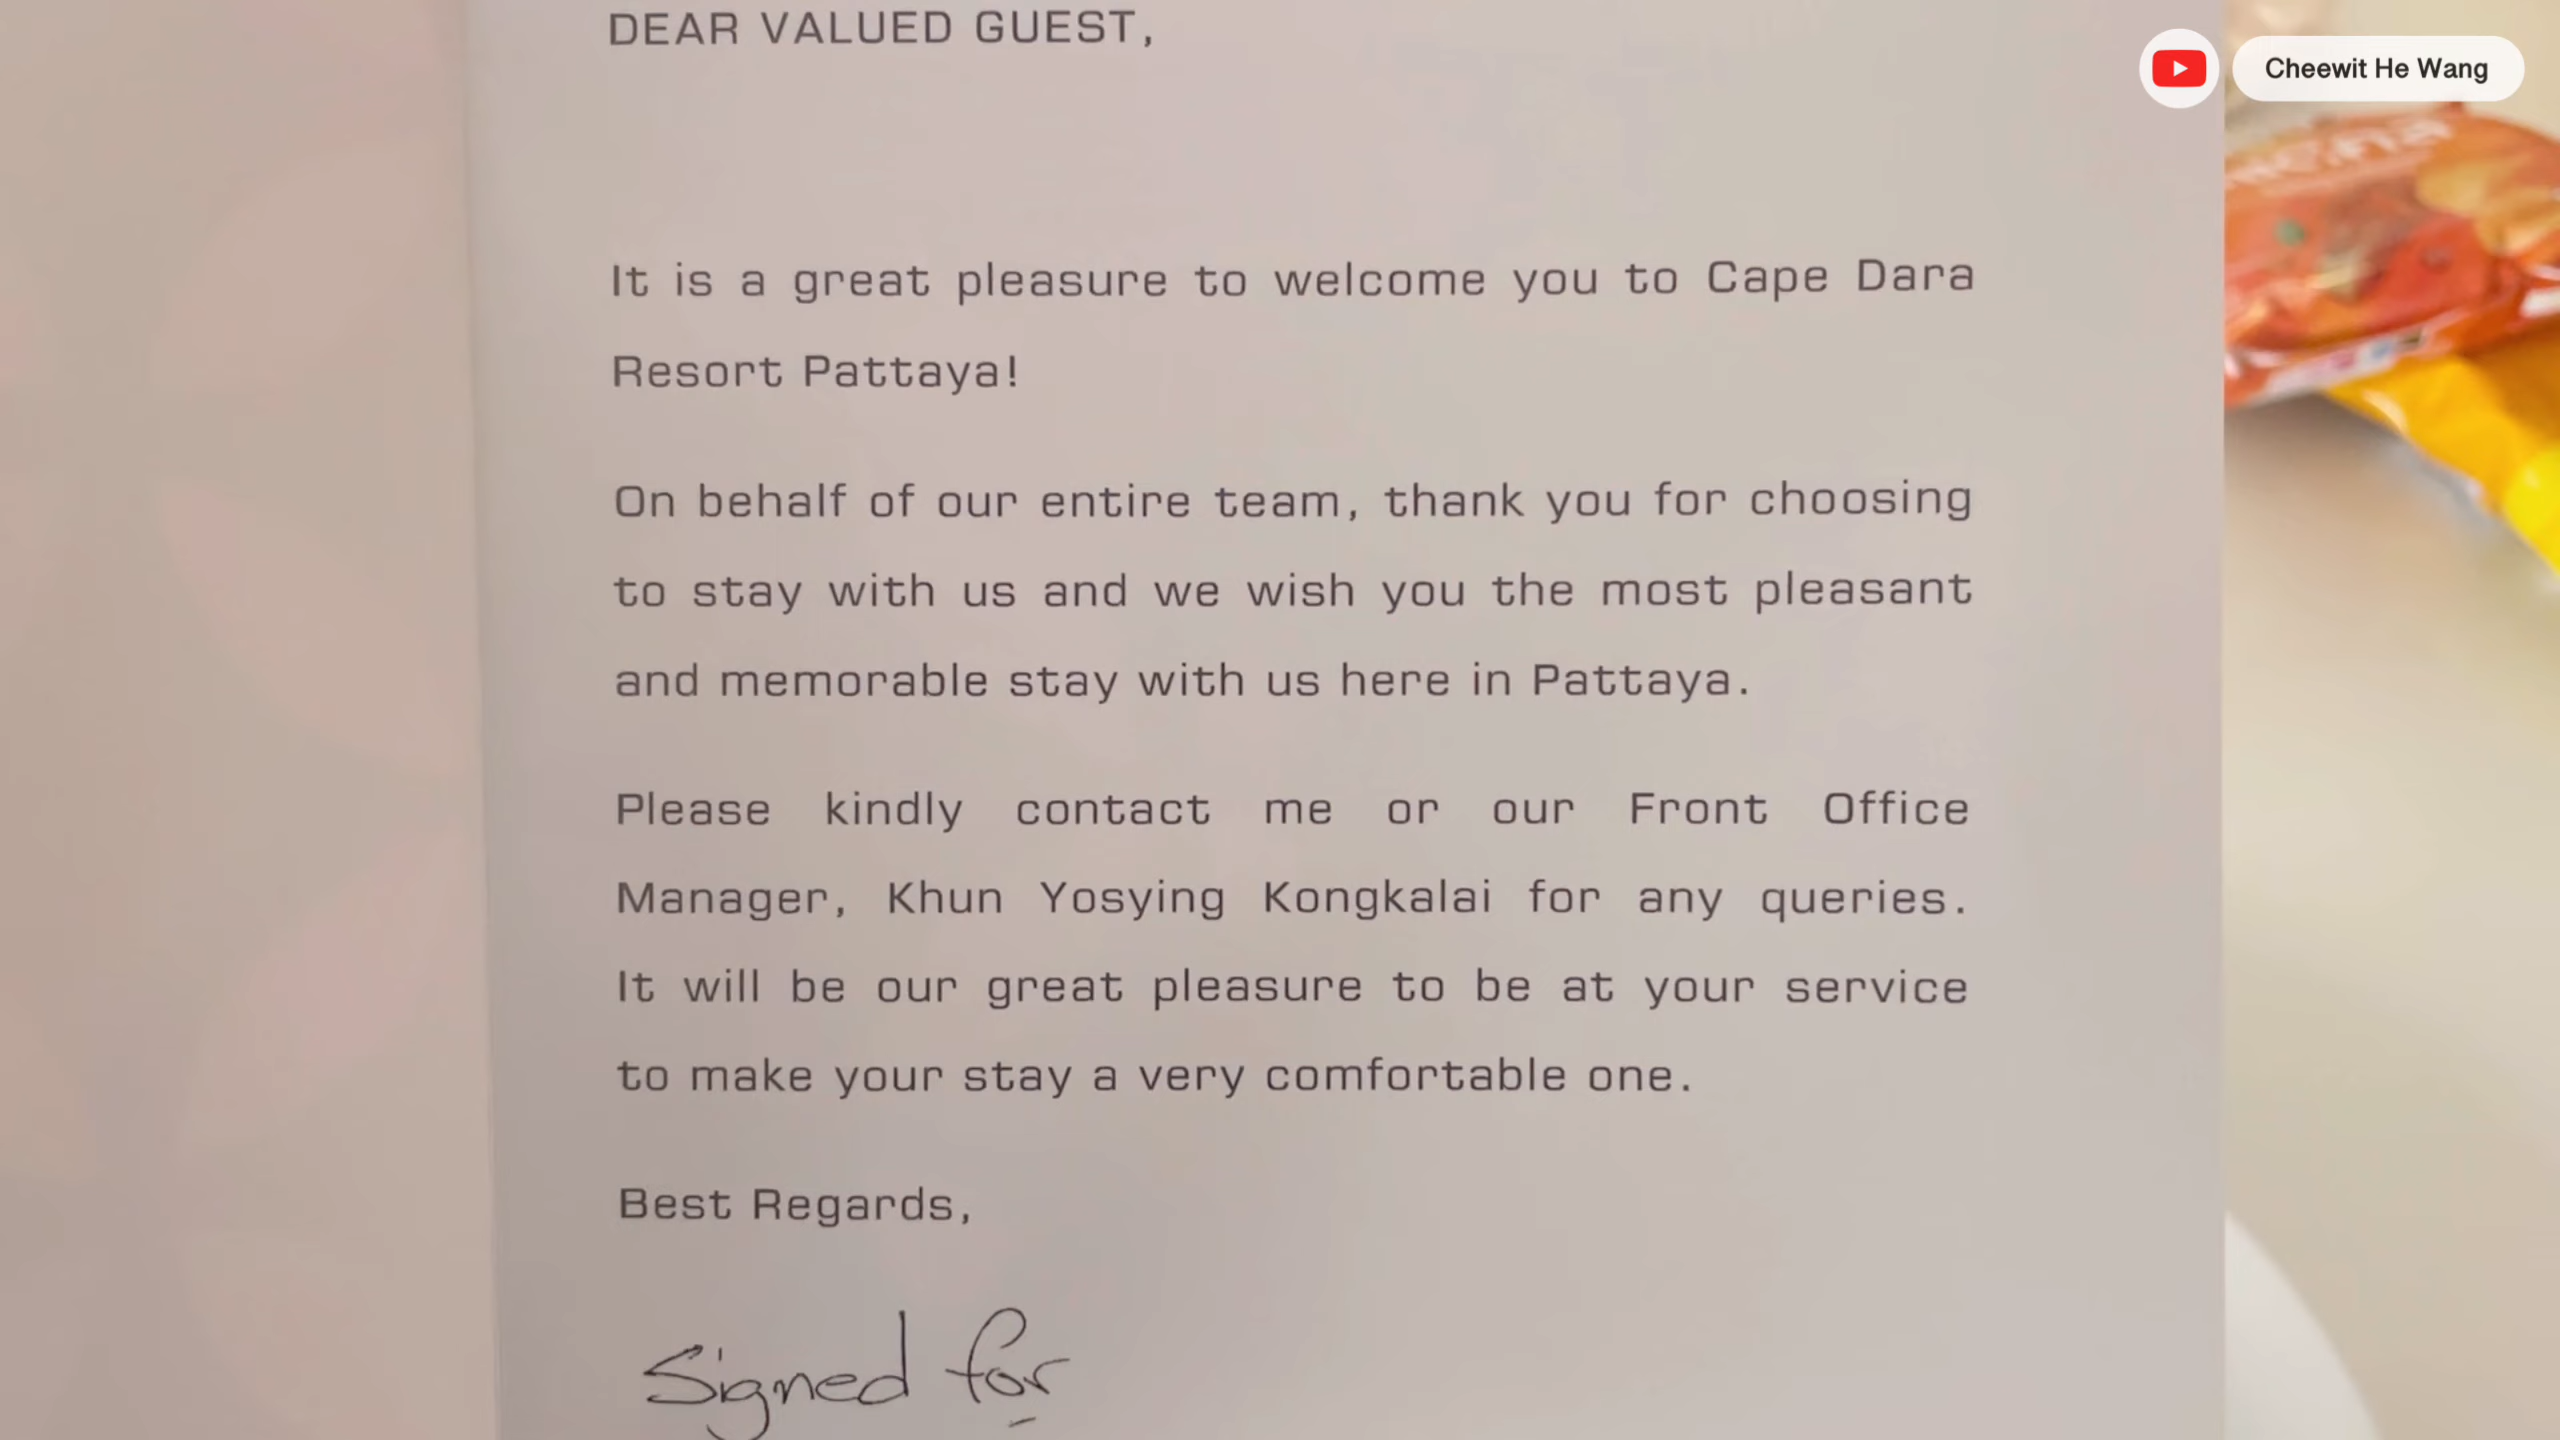 DEAR VALUED GUEST,
Cheewit He Wang
It is a great pleasure to welcome you to Cape Dara
Resort Pattaya!
On behalf of our entire team, thank you for choosing
to stay with us and we wish you the most pleasant
and memorable stay with us here in Pattaya.
Please kindly contact me or our Front Office
Manager, Khun Yosying Kongkalai for any queries.
It will be our great pleasure to be at your service
to make your stay a very comfortable one.
Best Regards,
Signed for